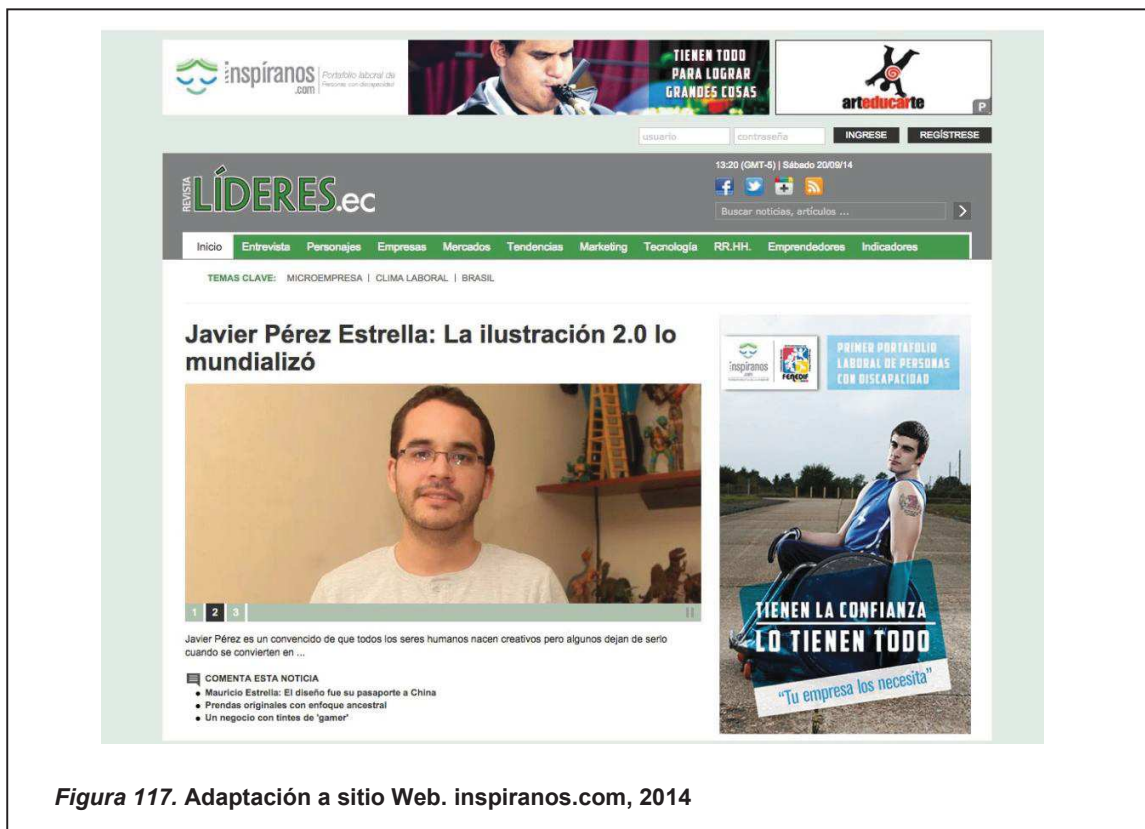 inspíranos
.com
Portafolio laboral de
Personas con discapacidad
TIENEN TODO
PARA LOGRAR
GRANDES COSAS
arteducarte
P
usuario
contraseña
INGRESE
REGÍSTRESE
REVISTA
LÍDERES.ec
13:20 (GMT-5) | Sábado 20/09/14
Buscar noticias, artículos ...
Inicio Entrevista Personajes Empresas Mercados Tendencias Marketing Tecnología RR.HH. Emprendedores Indicadores
TEMAS CLAVE: MICROEMPRESA | CLIMA LABORAL | BRASIL
Javier Pérez Estrella: La ilustración 2.0 lo
mundializó
1 2 3
Javier Pérez es un convencido de que todos los seres humanos nacen creativos pero algunos dejan de serlo
cuando se convierten en ...
COMENTA ESTA NOTICIA
Mauricio Estrella: El diseño fue su pasaporte a China
Prendas originales con enfoque ancestral
Un negocio con tintes de 'gamer'
inspíranos
.com
FENEDIF
PRIMER PORTAFOLIO
LABORAL DE PERSONAS
CON DISCAPACIDAD
TIENEN LA CONFIANZA
LO TIENEN TODO
"Tu empresa los necesita"
Figura 117. Adaptación a sitio Web. inspiranos.com, 2014